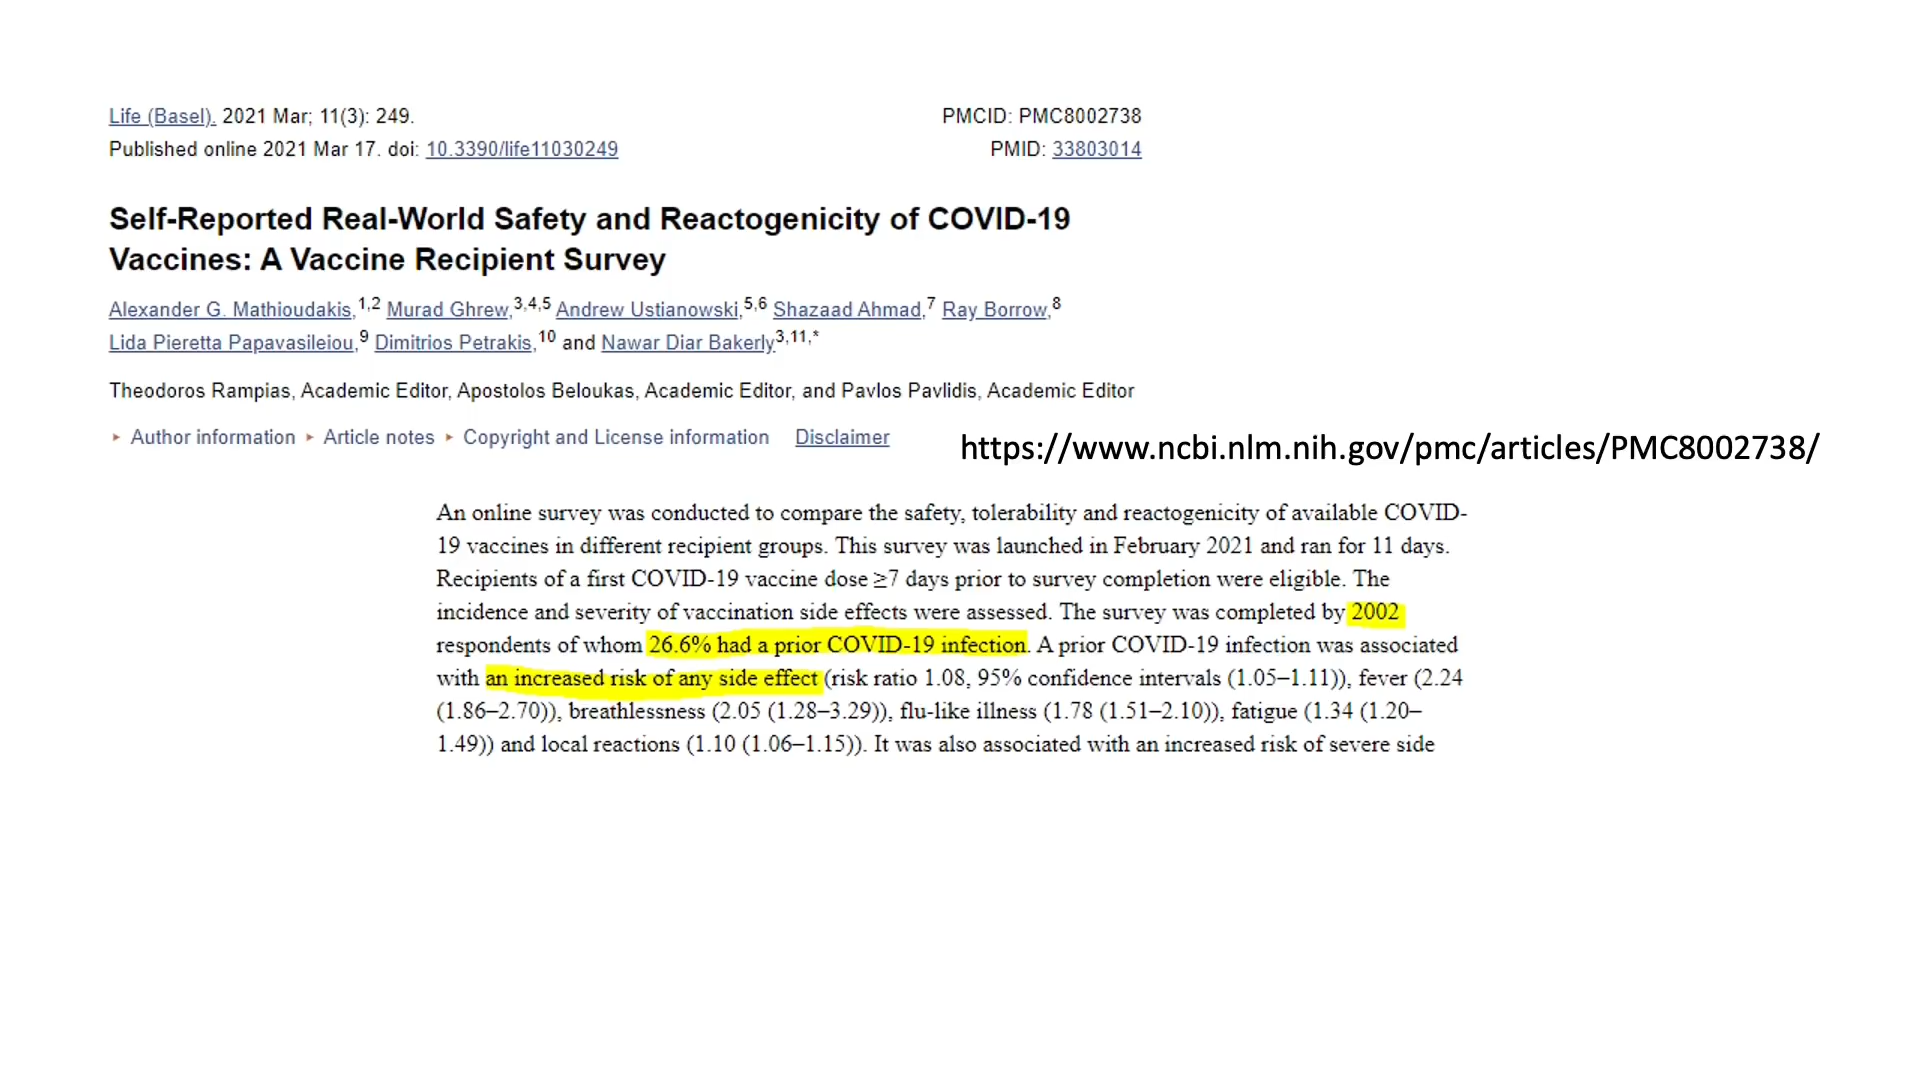 Life (Basel). 2021 Mar; 11(3): 249.
PMCID: PMC8002738
Published online 2021 Mar 17. doi: 10.3390/life11030249
PMID: 33803014
Self-Reported Real-World Safety and Reactogenicity of COVID-19
Vaccines: A Vaccine Recipient Survey
Alexander G. Mathioudakis,1,2 Murad Ghrew,3,4,5 Andrew Ustianowski,5,6 Shazaad Ahmad,7 Ray Borrow,8
Lida Pieretta Papavasileiou,9 Dimitrios Petrakis,10 and Nawar Diar Bakerly3,11,*
Theodoros Rampias, Academic Editor, Apostolos Beloukas, Academic Editor, and Pavlos Pavlidis, Academic Editor
▸ Author information ▸ Article notes ▸ Copyright and License information Disclaimer
https://www.ncbi.nlm.nih.gov/pmc/articles/PMC8002738/
An online survey was conducted to compare the safety, tolerability and reactogenicity of available COVID-
19 vaccines in different recipient groups. This survey was launched in February 2021 and ran for 11 days.
Recipients of a first COVID-19 vaccine dose ≥7 days prior to survey completion were eligible. The
incidence and severity of vaccination side effects were assessed. The survey was completed by 2002
respondents of whom 26.6% had a prior COVID-19 infection. A prior COVID-19 infection was associated
with an increased risk of any side effect (risk ratio 1.08, 95% confidence intervals (1.05–1.11)), fever (2.24
(1.86–2.70)), breathlessness (2.05 (1.28–3.29)), flu-like illness (1.78 (1.51–2.10)), fatigue (1.34 (1.20–
1.49)) and local reactions (1.10 (1.06–1.15)). It was also associated with an increased risk of severe side